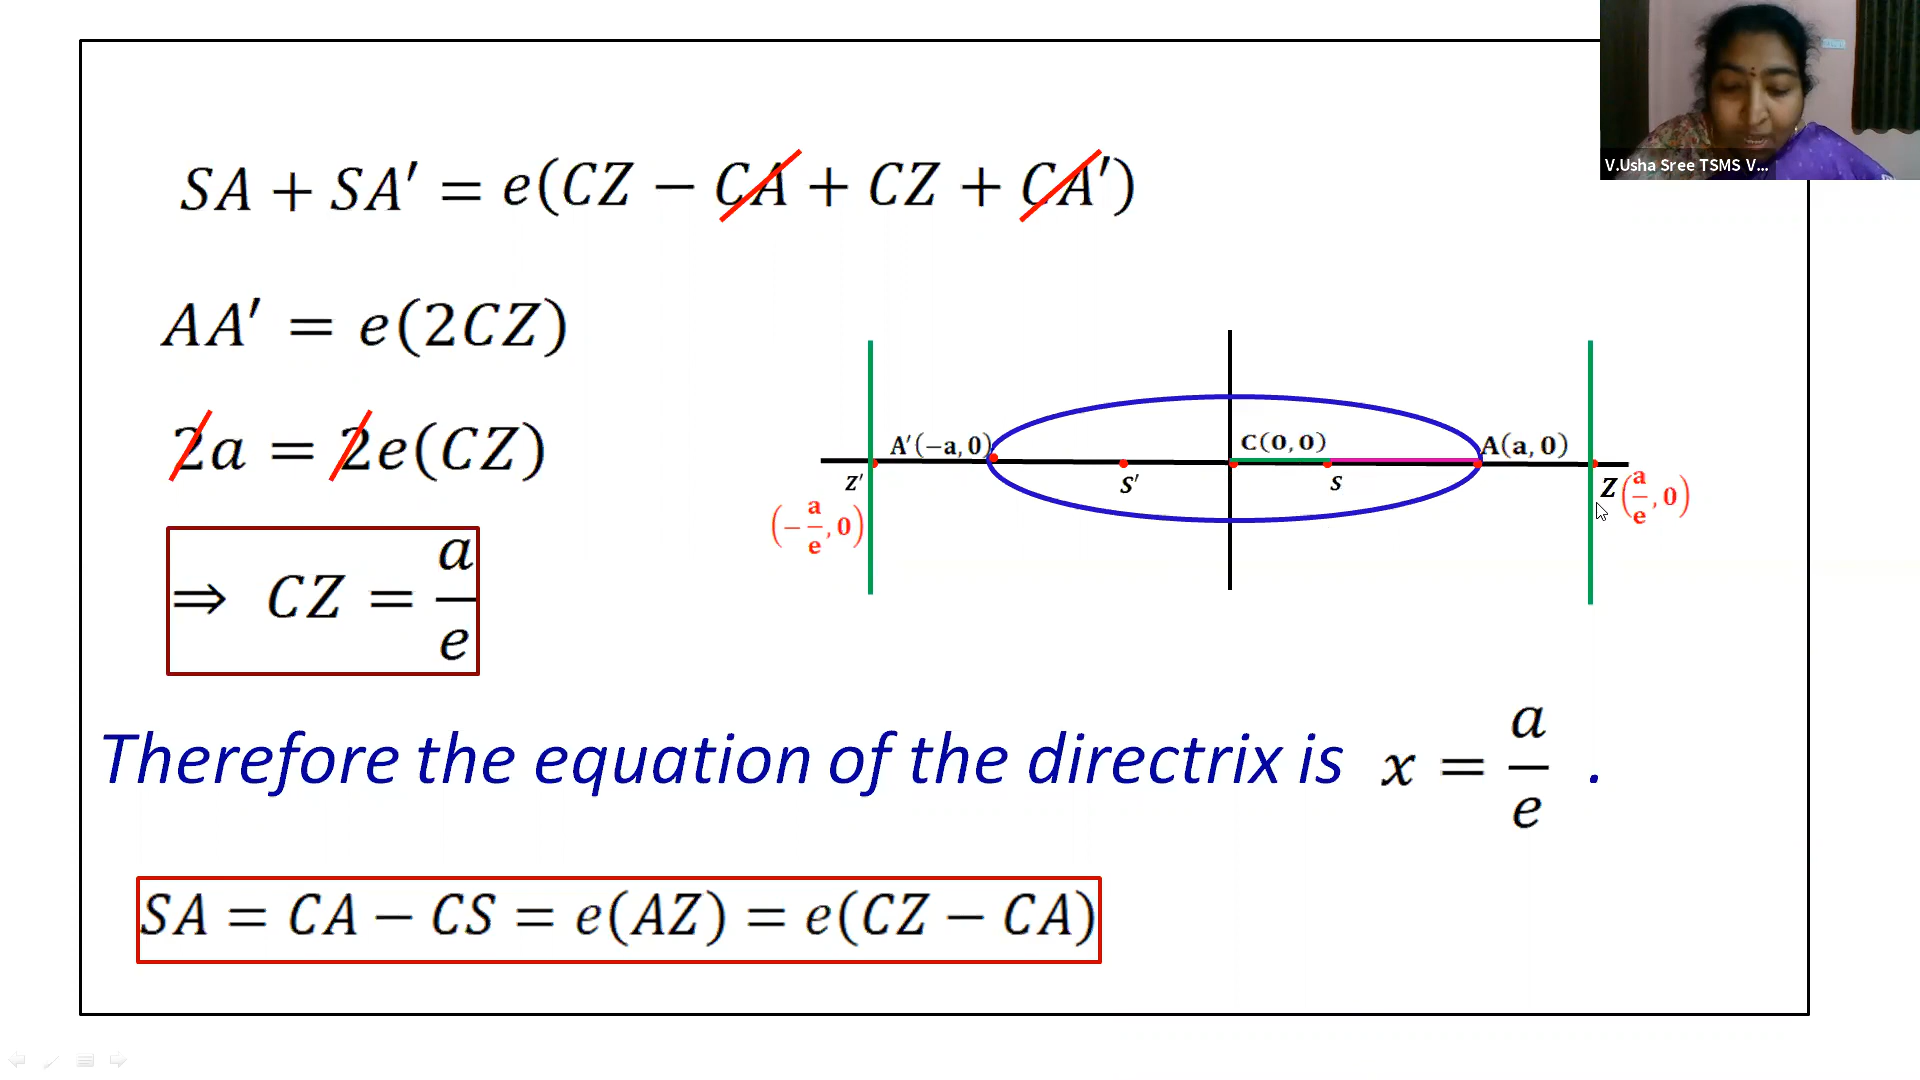 V.Usha Sree TSMS V...
SA + SA′ = e(CZ − CA + CZ + CA′)
AA′ = e(2CZ)
2a = 2e(CZ)
⇒ CZ = a/e
A′(−a, 0)
C(0, 0)
A(a, 0)
Z′
S′
S
Z
(−a/e, 0)
(a/e, 0)
Therefore the equation of the directrix is x = a/e .
SA = CA − CS = e(AZ) = e(CZ − CA)